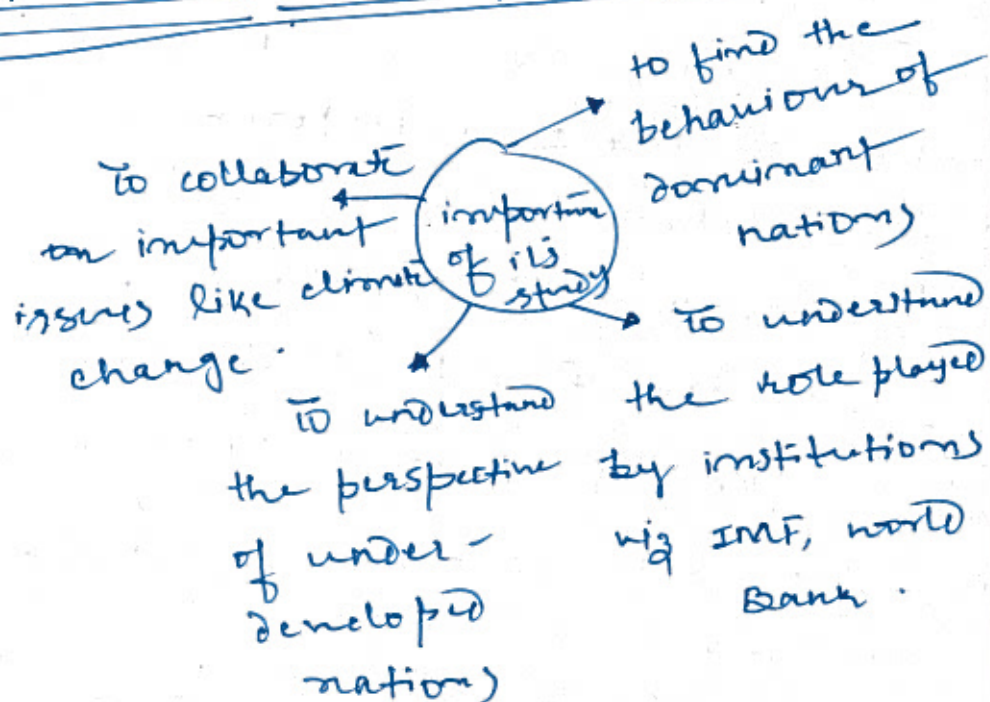 to find the
behaviour of
dominant
nations
To collaborate
on important
issues like climate
change.
importance
of its
study
To understand
the role played
by institutions
viz IMF, World
Bank.
To understand
the perspective
of under-
developed
nations